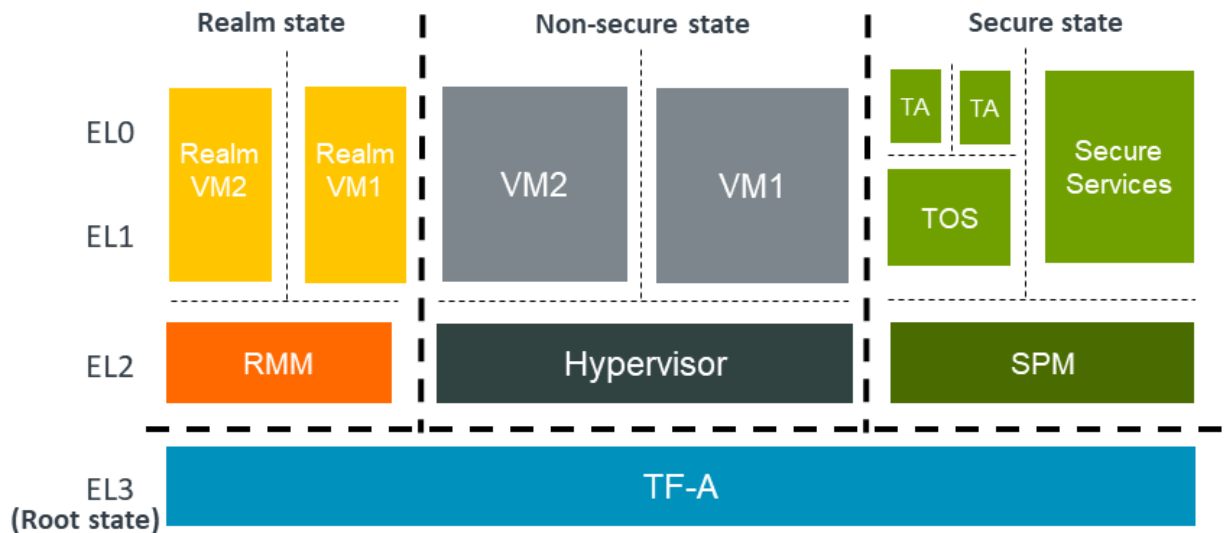 Realm state
Non-secure state
Secure state
EL0
Realm
VM2
Realm
VM1
VM2
VM1
TA
TA
Secure
Services
EL1
TOS
EL2
RMM
Hypervisor
SPM
EL3
(Root state)
TF-A